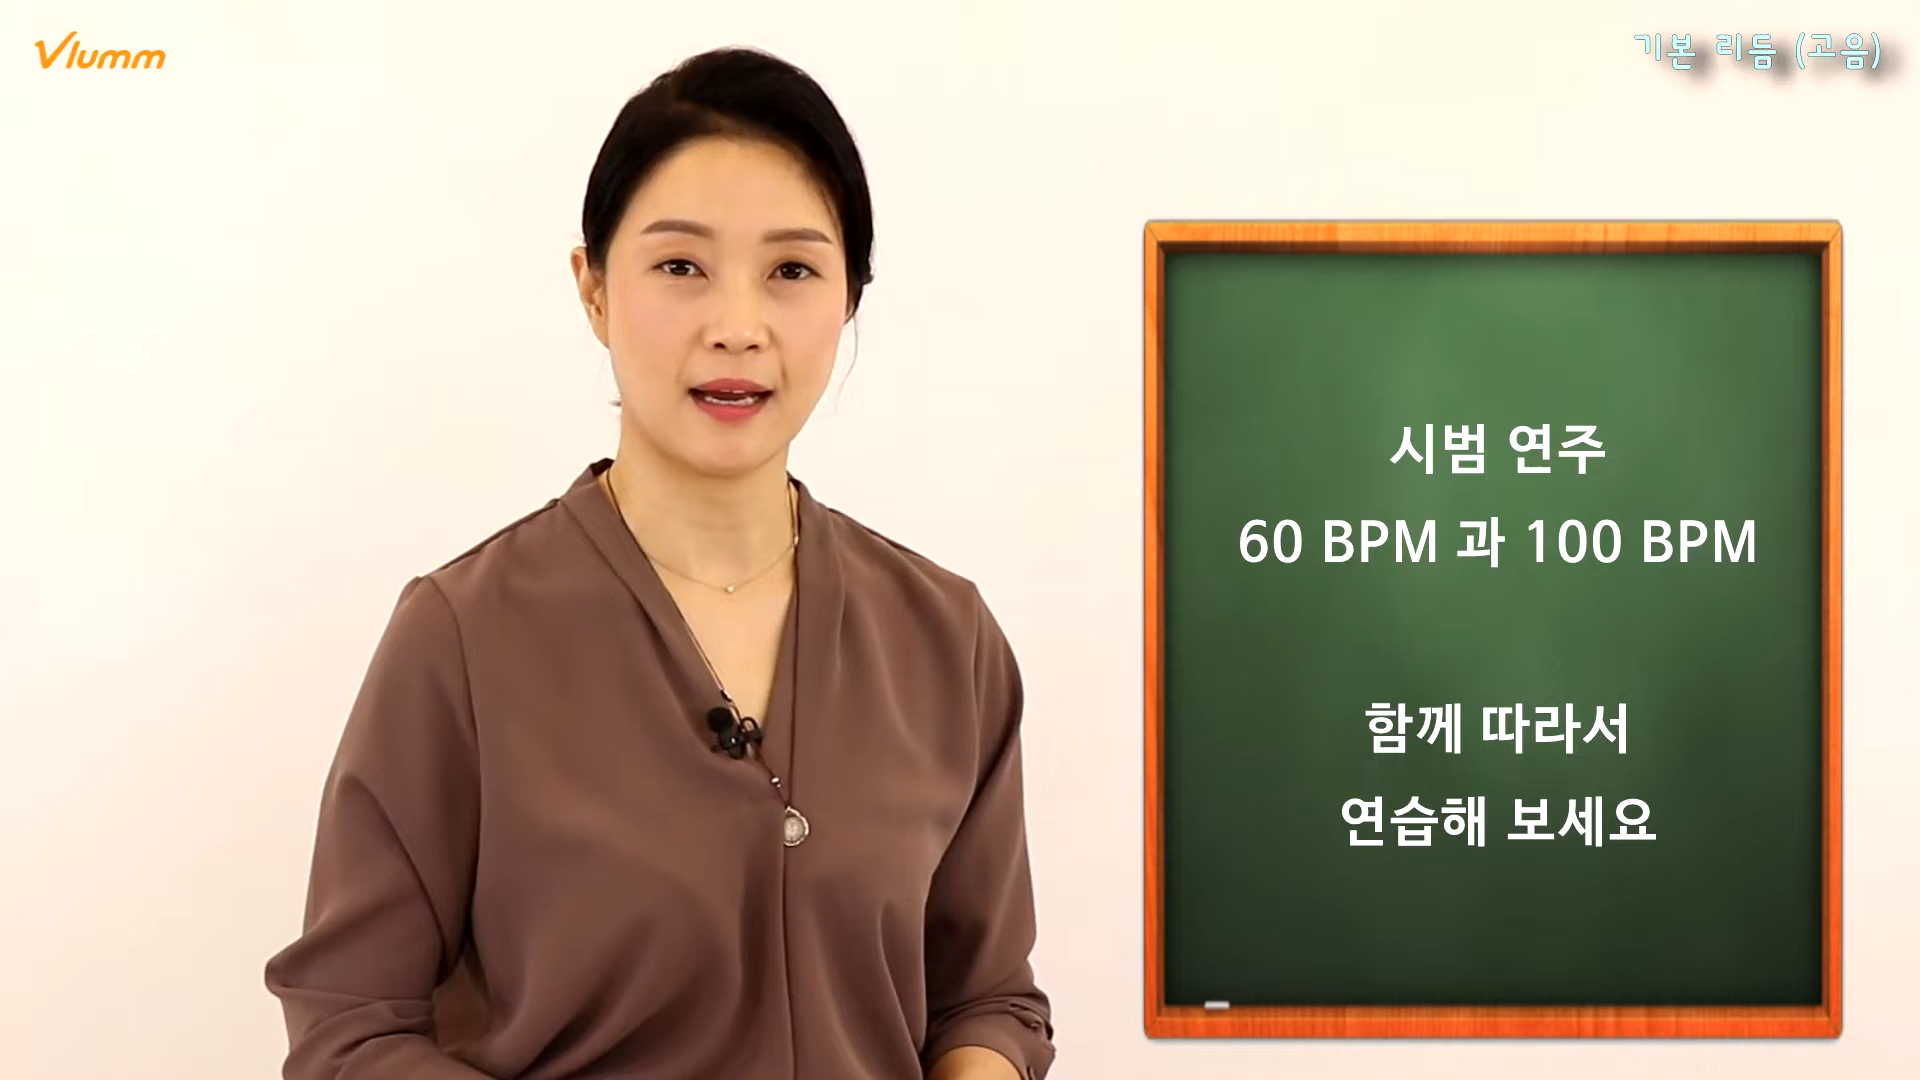 Vlumm
기본 리듬 (고음)
시범 연주
60 BPM 과 100 BPM
함께 따라서
연습해 보세요